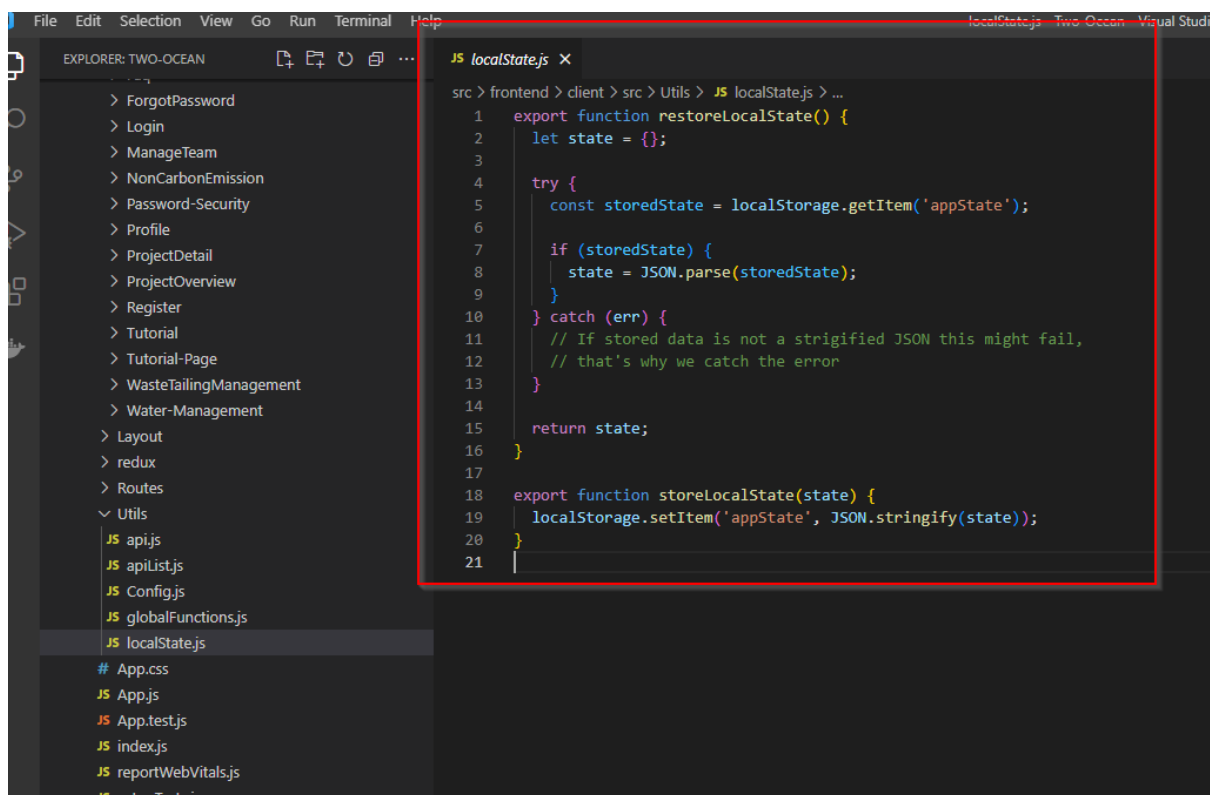 File Edit Selection View Go Run Terminal Help localState.js - Two-Ocean - Visual Studi
EXPLORER: TWO-OCEAN
ForgotPassword
Login
ManageTeam
NonCarbonEmission
Password-Security
Profile
ProjectDetail
ProjectOverview
Register
Tutorial
Tutorial-Page
WasteTailingManagement
Water-Management
Layout
redux
Routes
Utils
JS api.js
JS apiList.js
JS Config.js
JS globalFunctions.js
JS localState.js
# App.css
JS App.js
JS App.test.js
JS index.js
JS reportWebVitals.js
JS localState.js ×
src > frontend > client > src > Utils > JS localState.js > ...
1 export function restoreLocalState() {
2 let state = {};
3
4 try {
5 const storedState = localStorage.getItem('appState');
6
7 if (storedState) {
8 state = JSON.parse(storedState);
9 }
10 } catch (err) {
11 // If stored data is not a strigified JSON this might fail,
12 // that's why we catch the error
13 }
14
15 return state;
16 }
17
18 export function storeLocalState(state) {
19 localStorage.setItem('appState', JSON.stringify(state));
20 }
21